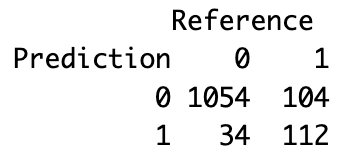 Reference
Prediction 0 1
0 1054 104
1 34 112